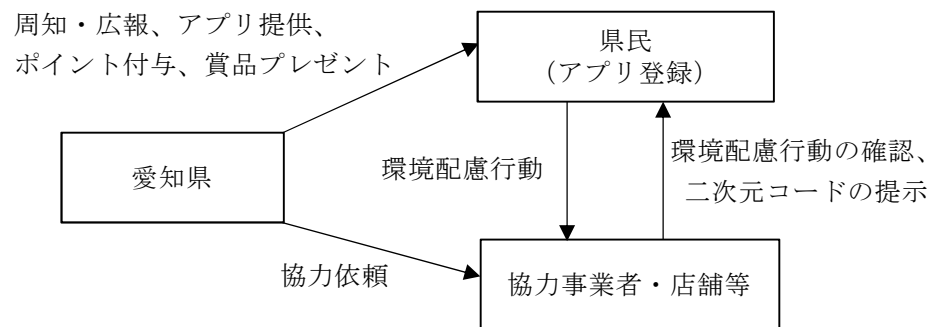 周知・広報、アプリ提供、
ポイント付与、賞品プレゼント
県民
（アプリ登録）
愛知県
環境配慮行動
環境配慮行動の確認、
二次元コードの提示
協力依頼
協力事業者・店舗等